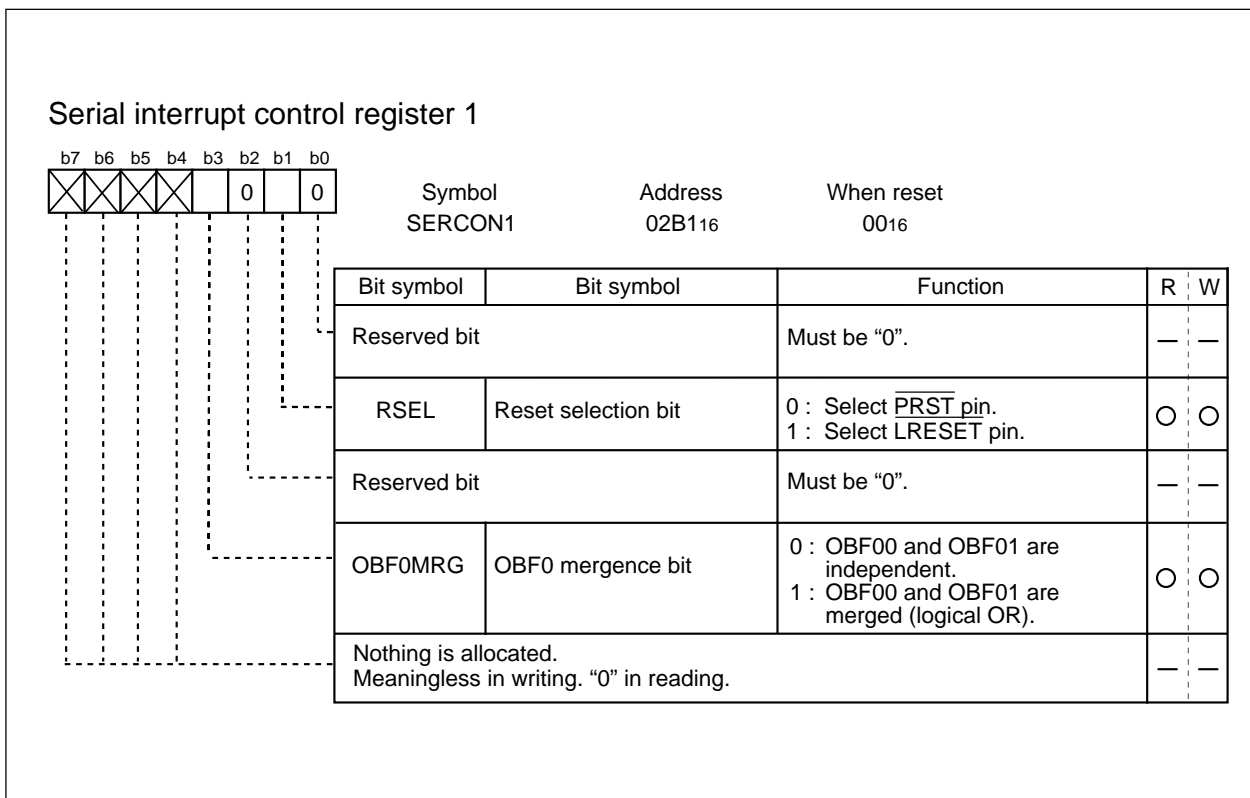 Serial interrupt control register 1
b7 b6 b5 b4 b3 b2 b1 b0
0 0
Symbol Address When reset
SERCON1 02B116 0016
Bit symbol Bit symbol Function R W
Reserved bit Must be “0”. — —
RSEL Reset selection bit 0 : Select PRST pin.
1 : Select LRESET pin.
Reserved bit Must be “0”. — —
OBF0MRG OBF0 mergence bit 0 : OBF00 and OBF01 are
independent.
1 : OBF00 and OBF01 are
merged (logical OR).
Nothing is allocated.
Meaningless in writing. “0” in reading. — —